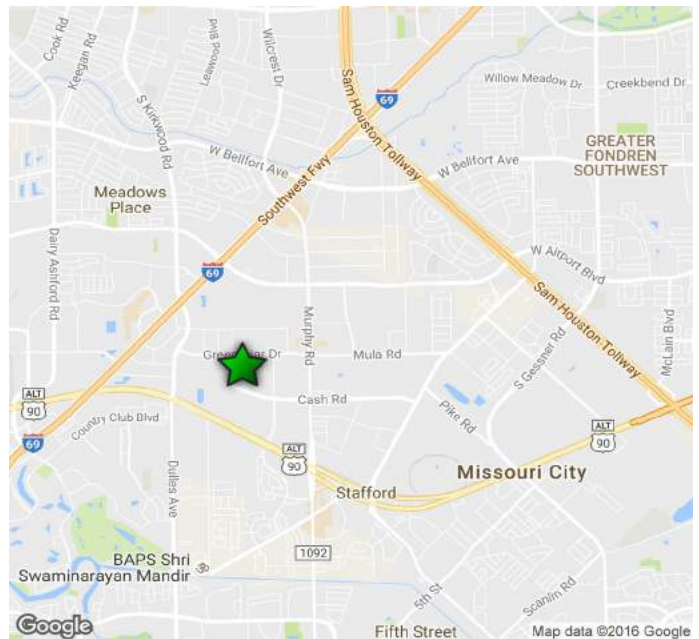 Cook Rd
Keegan Rd
Leawood
Wilcrest Dr
S Kirkwood Rd
Sam Houston Tollway
69
Willow Meadow Dr
Creekbend Dr
W Bellfort Ave
Southwest Fwy
W Bellfort Ave
GREATER
FONDREN
SOUTHWEST
Meadows
Place
Dairy Ashford Rd
69
W Airport Blvd
Sam Houston Tollway
Murphy Rd
McLain Blvd
Mula Rd
S Gessner Rd
ALT
90
Country Club Blvd
Cash Rd
Pike Rd
ALT
90
69
Dulles Ave
ALT
90
Missouri City
Stafford
BAPS Shri
Swaminarayan Mandir
1092
5th St
Scanlin Rd
Fifth Street
Google
Map data ©2016 Google